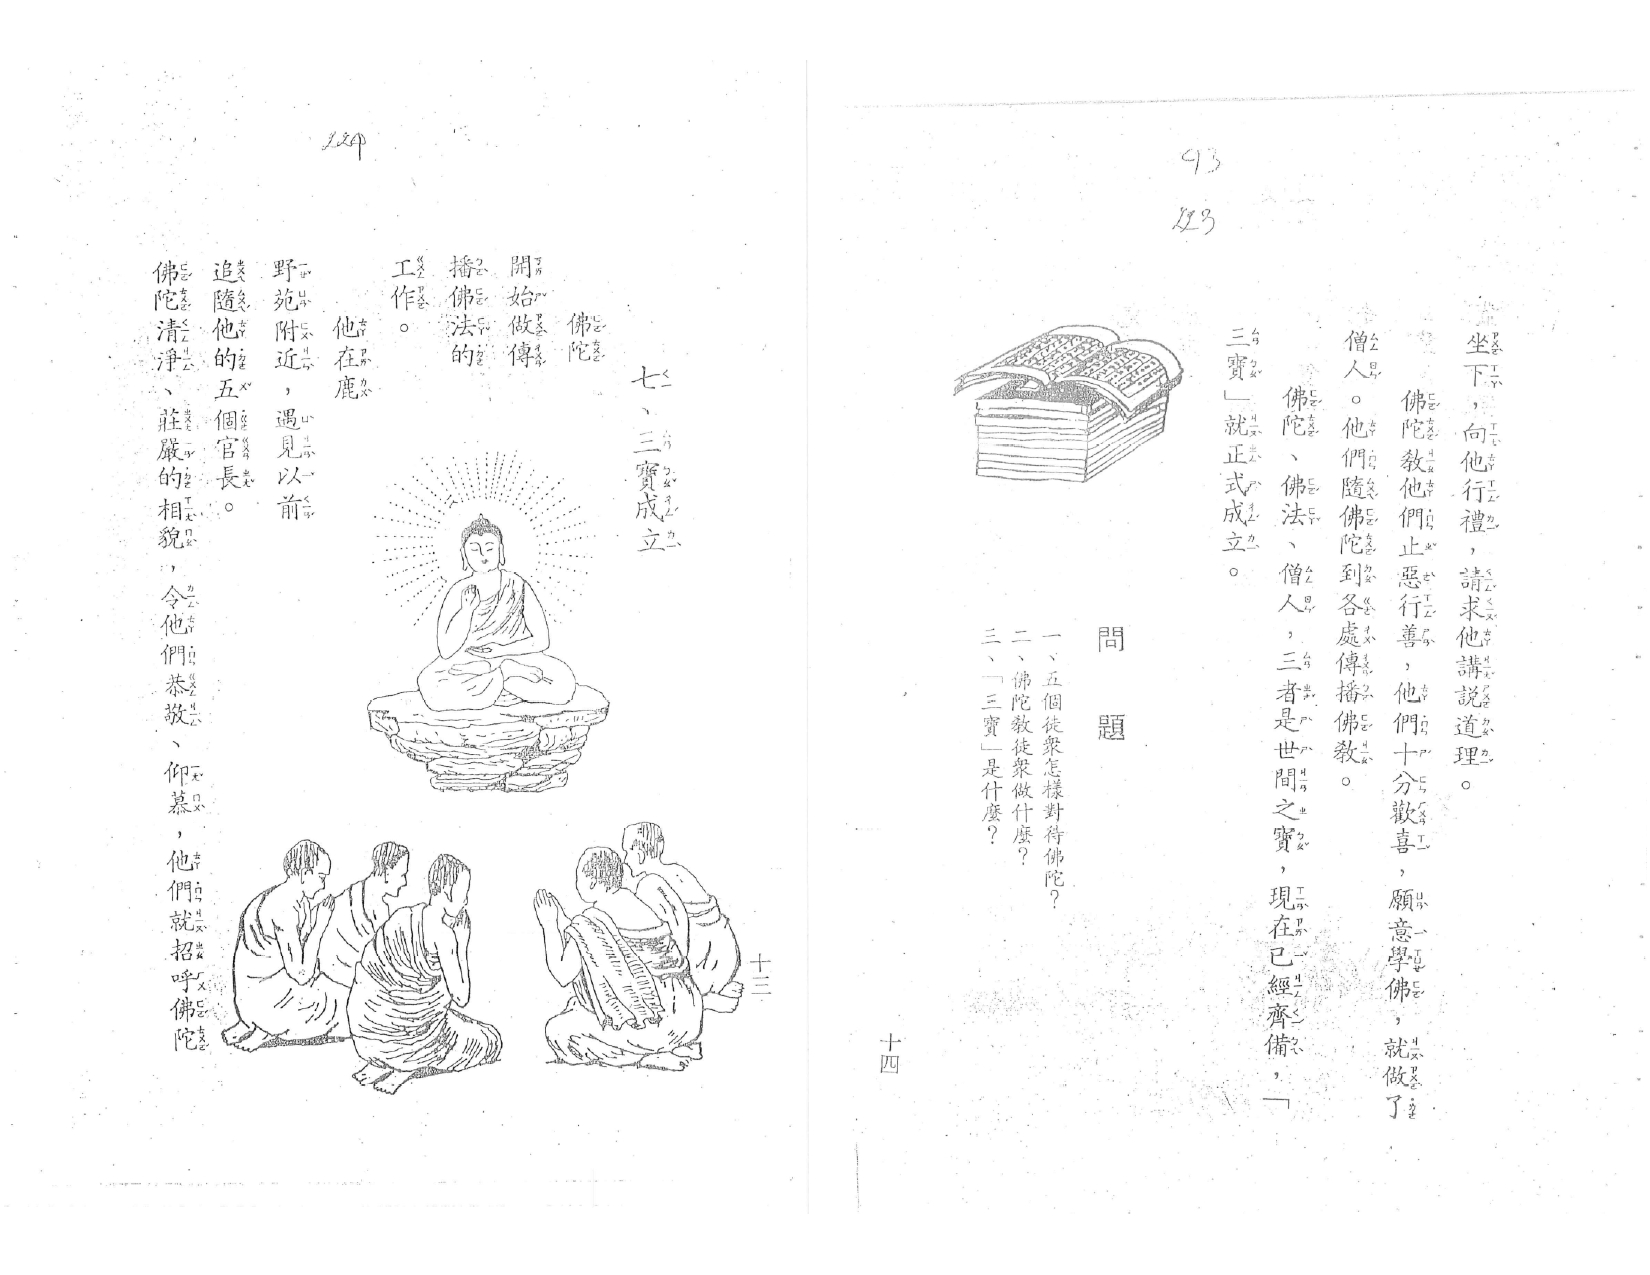 224
七、三寶成立
佛陀
開始做傳
播佛法的
工作。
他在鹿
野苑附近，遇見以前
追隨他的五個官長。
佛陀清淨、莊嚴的相貌，令他們恭敬、仰慕，他們就招呼佛陀
十三
93
223
坐下，向他行禮，請求他講說道理。
佛陀教他們止惡行善，他們十分歡喜，願意學佛，就做了
僧人。他們隨佛陀到各處傳播佛教。
佛陀、佛法、僧人，三者是世間之寶，現在已經齊備，「
三寶」就正式成立。
問題
一、五個徒眾怎樣對待佛陀？
二、佛陀教徒眾做什麼？
三、「三寶」是什麼？
十四